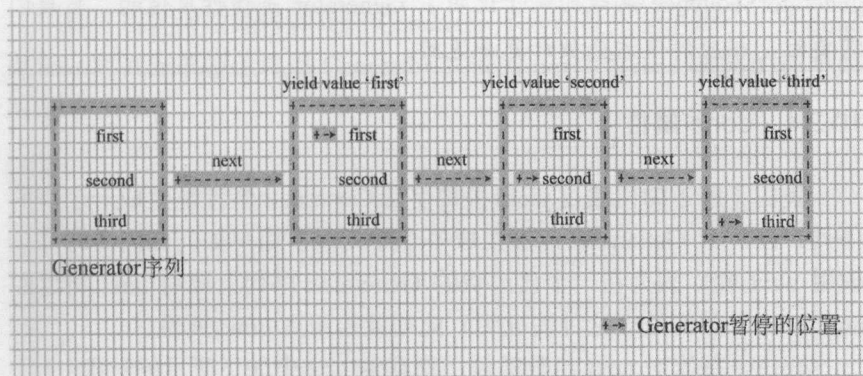 yield value ‘first’
yield value ‘second’
yield value ‘third’
first
second
third
next
first
second
third
next
first
second
third
next
first
second
third
Generator序列
Generator暂停的位置